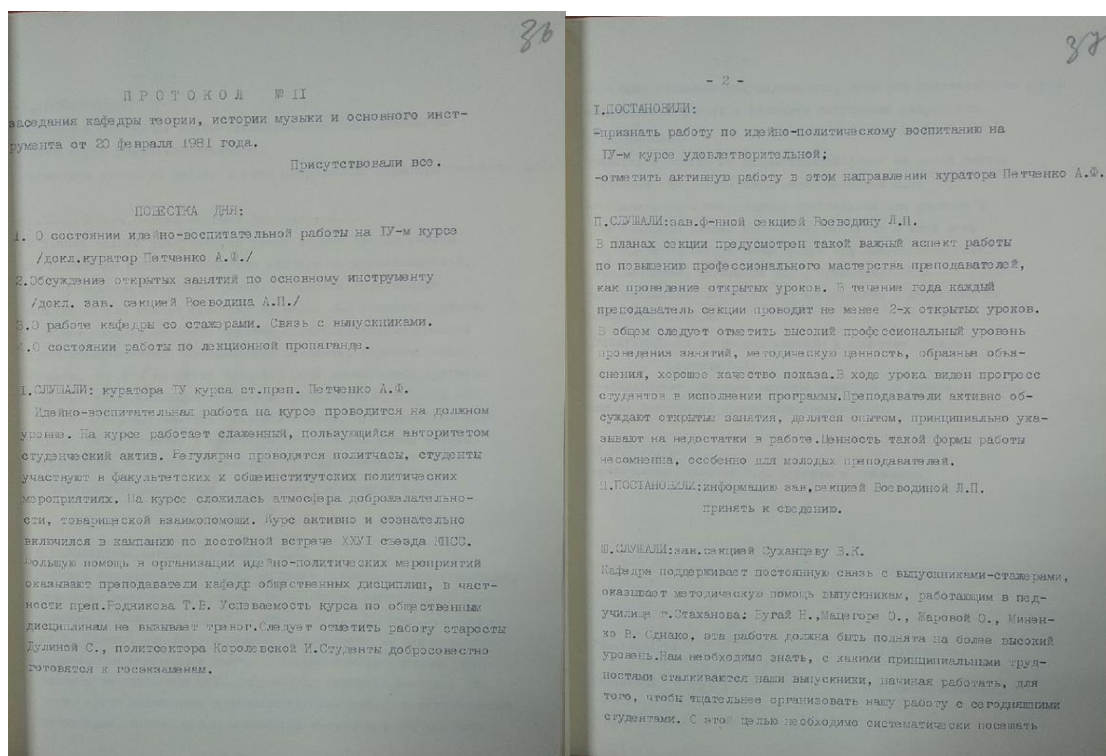 36
ПРОТОКОЛ № II
заседания кафедры теории, истории музыки и основного инст-
румента от 20 февраля 1981 года.
Присутствовали все.
ПОВЕСТКА ДНЯ:
1. О состоянии идейно-воспитательной работы на IУ-м курсе
/докл.куратор Петченко А.Ф./
2.Обсуждение открытых занятий по основному инструменту
/докл. зав. секцией Воеводина А.П./
3.О работе кафедры со стажерами. Связь с выпускниками.
4.О состоянии работы по лекционной пропаганде.
I.СЛУШАЛИ: куратора IУ курса ст.преп. Петченко А.Ф.
Идейно-воспитательная работа на курсе проводится на должном
уровне. На курсе работает слаженный, пользующийся авторитетом
студенческий актив. Регулярно проводятся политчасы, студенты
участвуют в факультетских и общеинститутских политических
мероприятиях. На курсе сложилась атмосфера доброжелательно-
сти, товарищеской взаимопомощи. Курс активно и сознательно
включился в кампанию по достойной встрече XXУI съезда КПСС.
Большую помощь в организации идейно-политических мероприятий
оказывают преподаватели кафедр общественных дисциплин, в част-
ности преп.Родникова Т.В. Успеваемость курса по общественным
дисциплинам не вызывает тревог.Следует отметить работу старосты
Дулиной С., политсектора Королевской И.Студенты добросовестно
готовятся к госэкзаменам.
37
- 2 -
I.ПОСТАНОВИЛИ:
-признать работу по идейно-политическому воспитанию на
IУ-м курсе удовлетворительной;
-отметить активную работу в этом направлении куратора Петченко А.Ф.
П.СЛУШАЛИ:зав.ф-нной секцией Воеводину Л.П.
В планах секции предусмотрен такой важный аспект работы
по повышению профессионального мастерства преподавателей,
как проведение открытых уроков. В течение года каждый
преподаватель секции проводит не менее 2-х открытых уроков.
В общем следует отметить высокий профессиональный уровень
проведения занятий, методическую ценность, образные объя-
снения, хорошее качество показа.В ходе урока виден прогресс
студентов в исполнении программы.Преподаватели активно об-
суждают открытые занятия, делятся опытом, принципиально ука-
зывают на недостатки в работе.Ценность такой формы работы
несомненна, особенно для молодых преподавателей.
П.ПОСТАНОВИЛИ:информацию зав.секцией Воеводиной Л.П.
принять к сведению.
Ш.СЛУШАЛИ:зав.секцией Суханцеву В.К.
Кафедра поддерживает постоянную связь с выпускниками-стажерами,
оказывает методическую помощь выпускникам, работающим в пед-
училище г.Стаханова: Бугай Н.,Мацегоре О., Жаровой О., Минен-
ко В. Однако, эта работа должна быть поднята на более высокий
уровень.Нам необходимо знать, с какими принципиальными труд-
ностями сталкиваются наши выпускники, начиная работать, для
того, чтобы тщательнее организовать нашу работу с сегодняшними
студентами. С этой целью необходимо систематически посещать